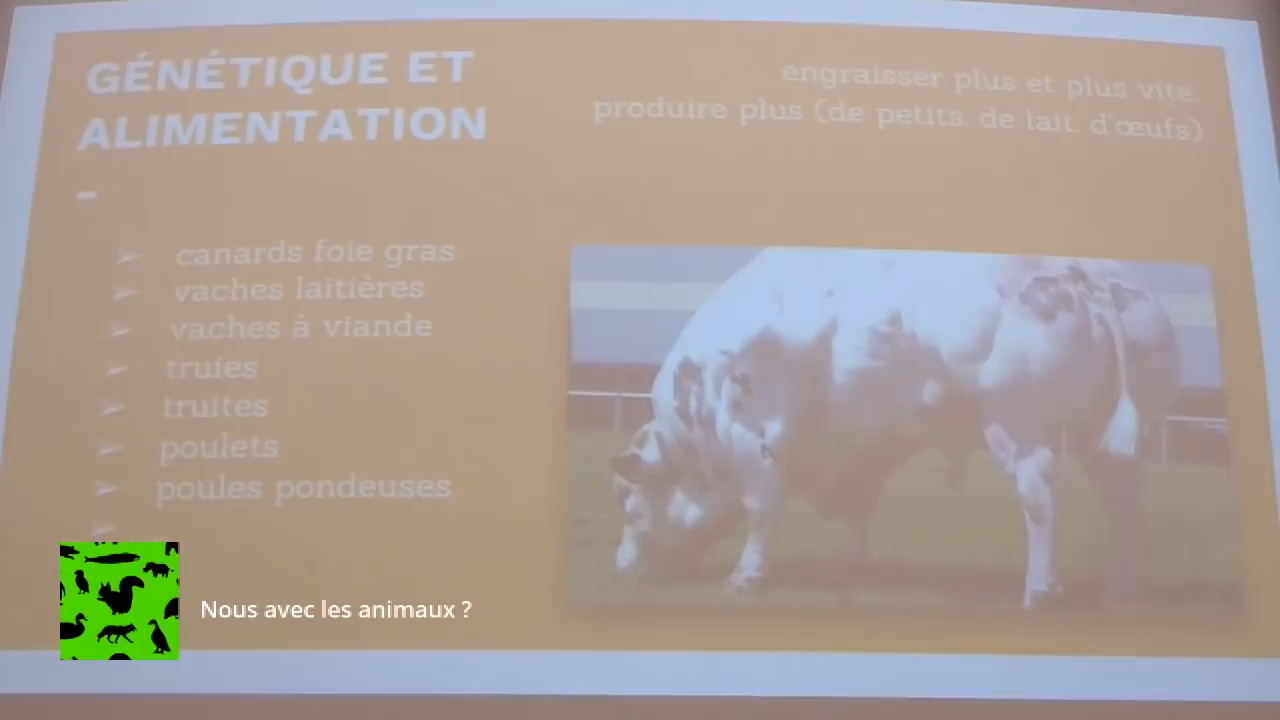 GÉNÉTIQUE ET
ALIMENTATION
-
engraisser plus et plus vite,
produire plus (de petits, de lait, d'œufs)
➢ canards foie gras
➢ vaches laitières
➢ vaches à viande
➢ truies
➢ truites
➢ poulets
➢ poules pondeuses
➢
Nous avec les animaux ?